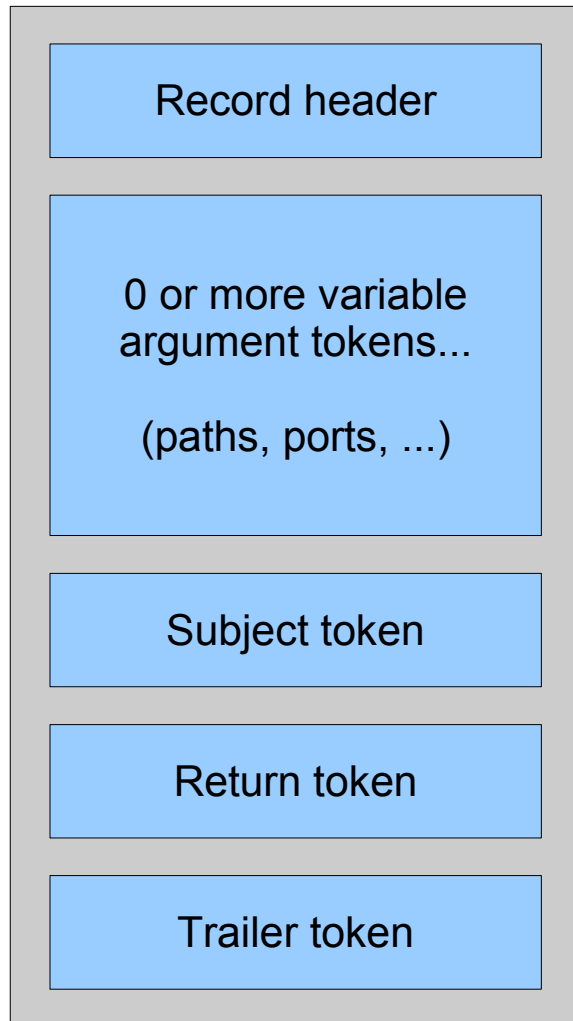 Record header
0 or more variable
argument tokens...
(paths, ports, ...)
Subject token
Return token
Trailer token